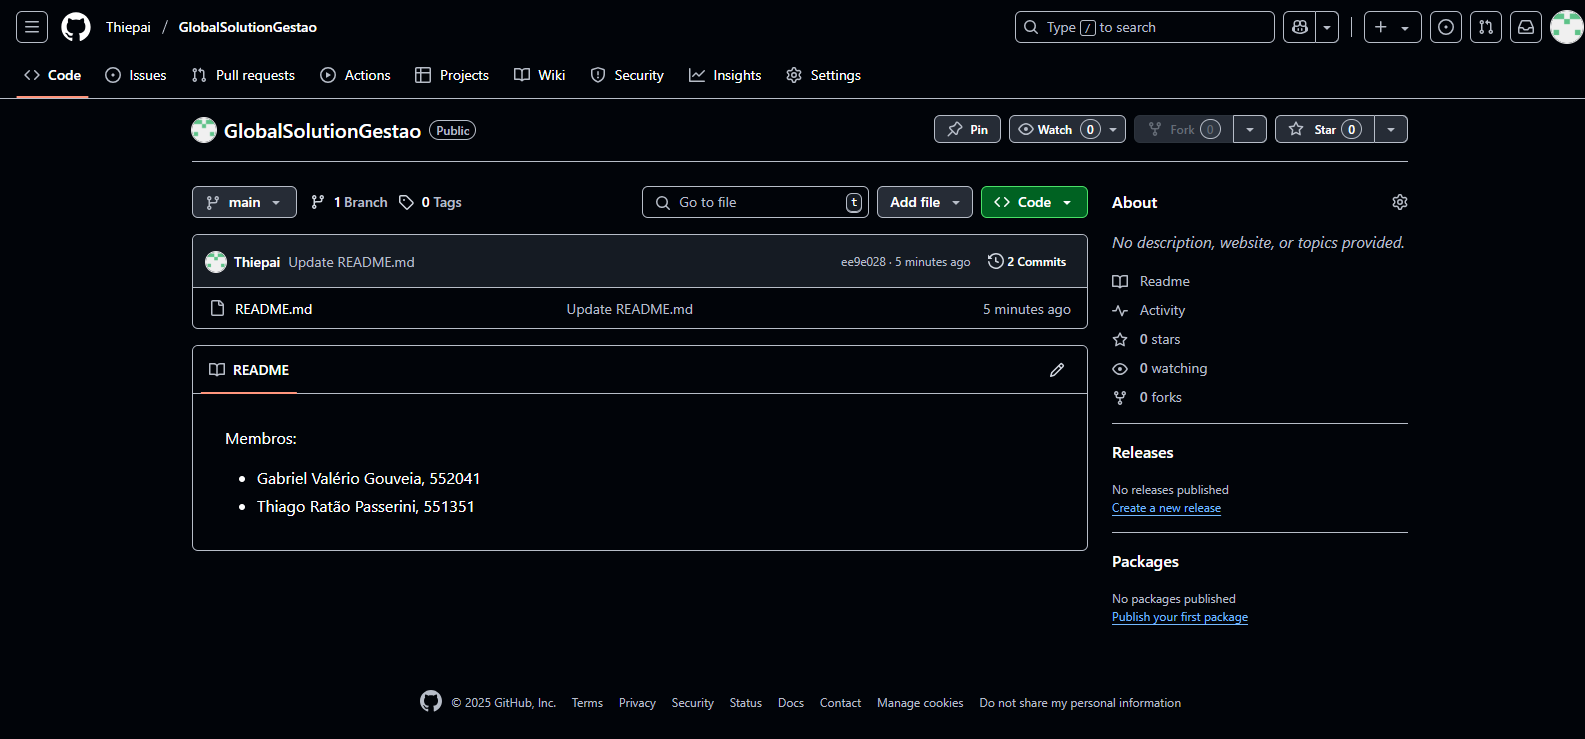 Thiepai / GlobalSolutionGestao
Type / to search
Code Issues Pull requests Actions Projects Wiki Security Insights Settings
GlobalSolutionGestao Public
Pin Watch 0 Fork 0 Star 0
main 1 Branch 0 Tags Go to file t Add file Code
Thiepai Update README.md ee9e028 · 5 minutes ago 2 Commits
README.md Update README.md 5 minutes ago
README
Membros:
• Gabriel Valério Gouveia, 552041
• Thiago Ratão Passerini, 551351
About
No description, website, or topics provided.
Readme
Activity
0 stars
0 watching
0 forks
Releases
No releases published
Create a new release
Packages
No packages published
Publish your first package
© 2025 GitHub, Inc. Terms Privacy Security Status Docs Contact Manage cookies Do not share my personal information